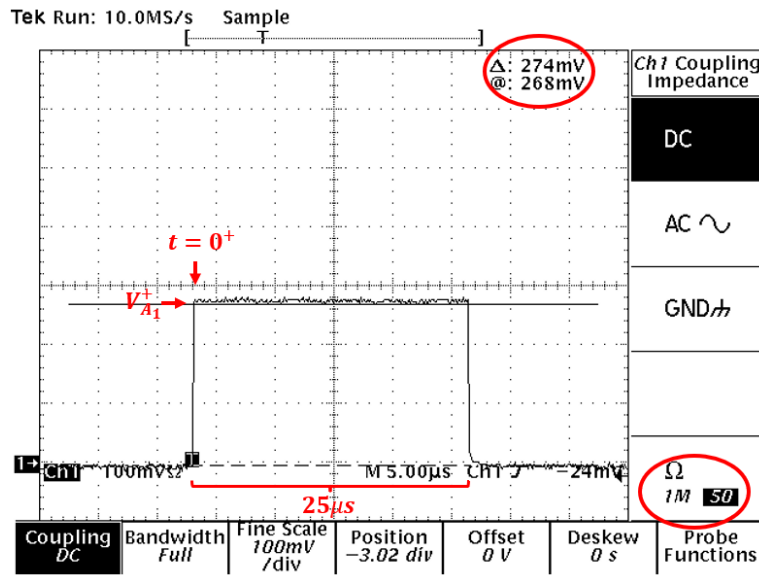 Tek Run: 10.0MS/s Sample
Δ: 274mV
@: 268mV
Ch1 Coupling
Impedance
DC
AC
GND
t = 0⁺
V⁺A₁
T
1→
Ch1 100mVΩ M 5.00µs Ch1 ⌡ −24mV
25µs
Ω
1M 50
Coupling
DC
Bandwidth
Full
Fine Scale
100mV
/div
Position
−3.02 div
Offset
0 V
Deskew
0 s
Probe
Functions